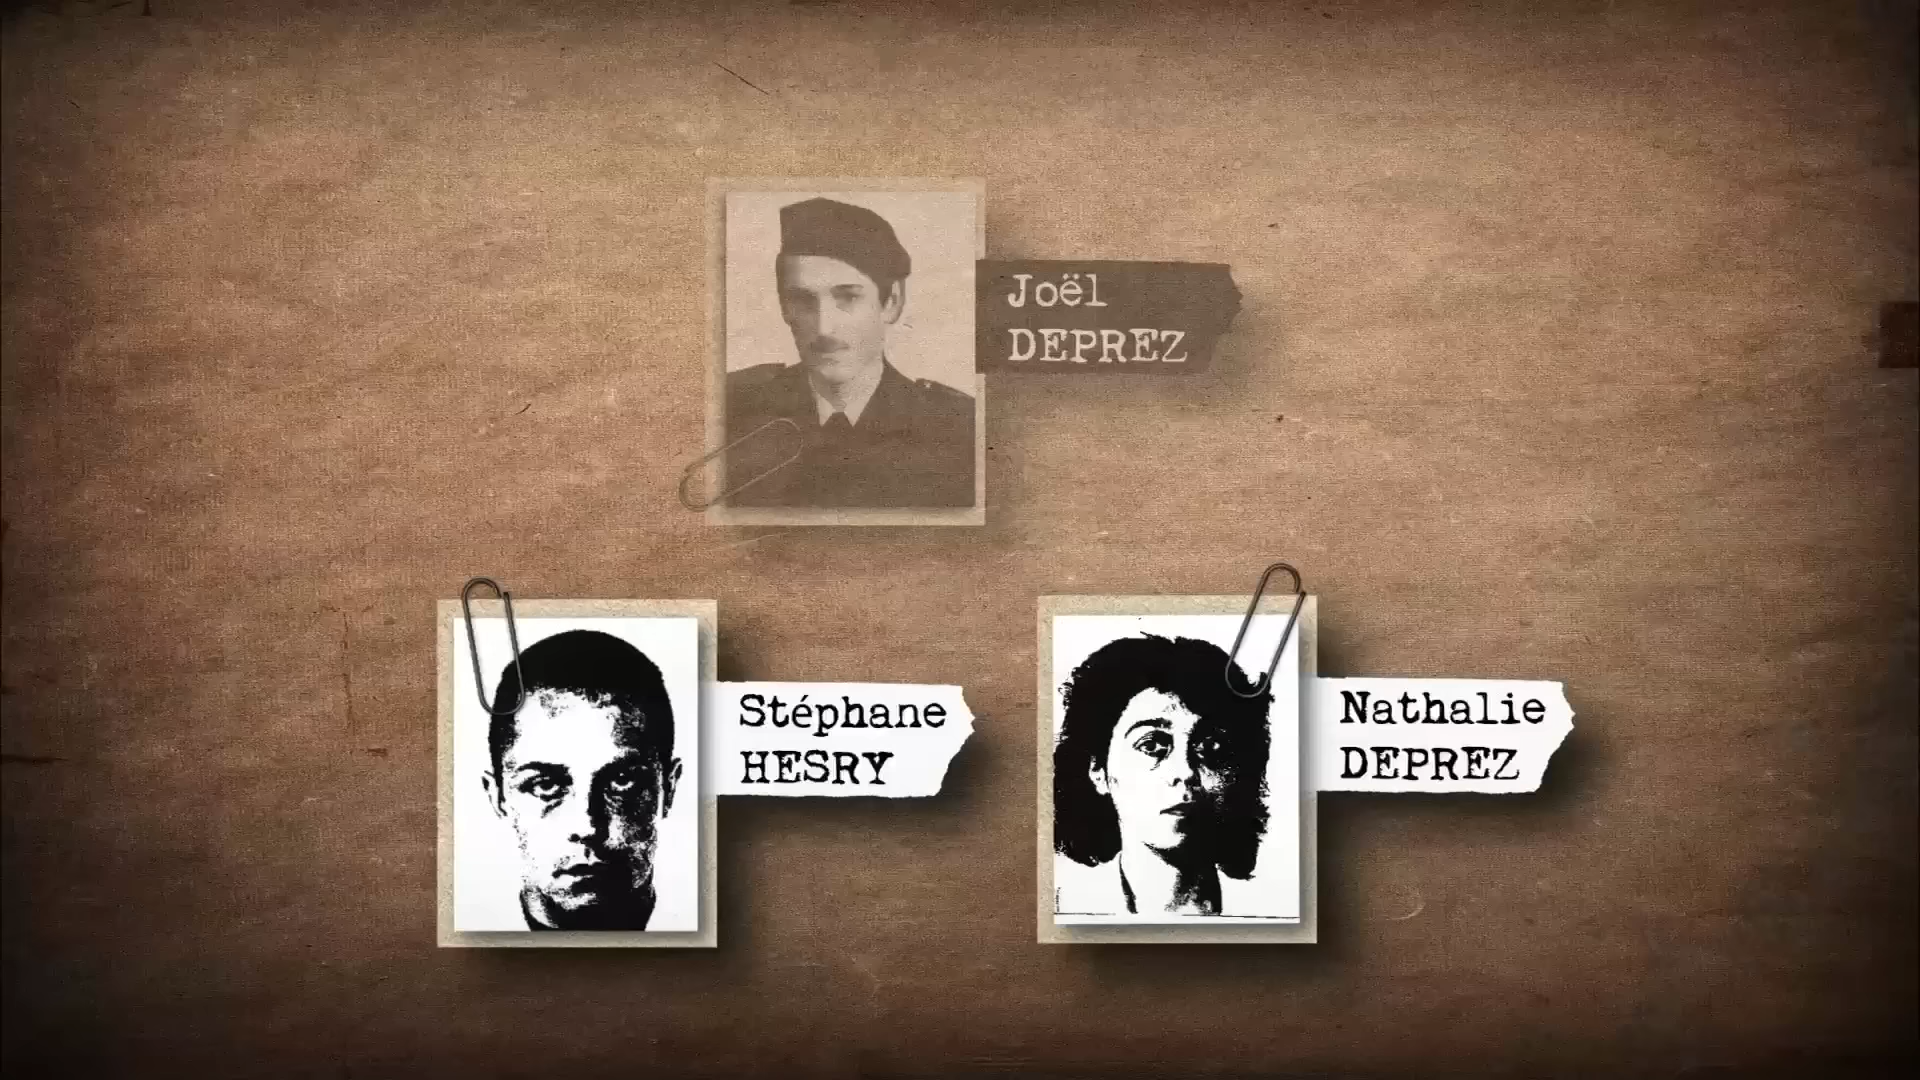 Joël
DEPREZ
Stéphane
HESRY
Nathalie
DEPREZ